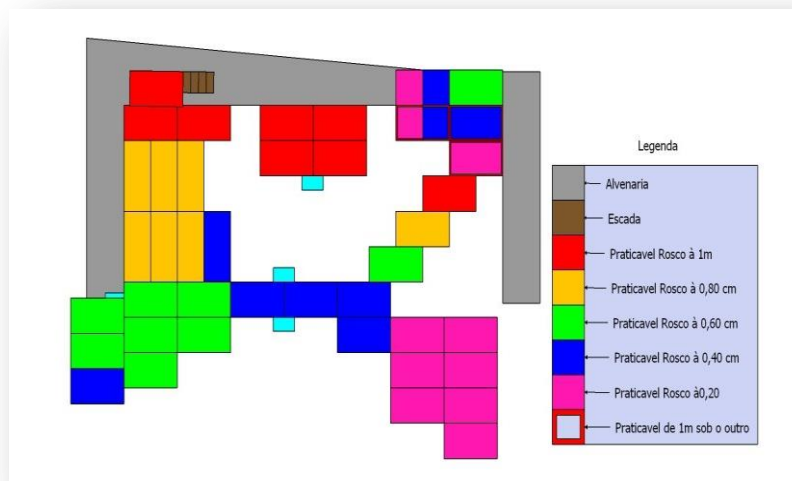 Legenda
Alvenaria
Escada
Praticavel Rosco à 1m
Praticavel Rosco à 0,80 cm
Praticavel Rosco à 0,60 cm
Praticavel Rosco à 0,40 cm
Praticavel Rosco à0,20
Praticavel de 1m sob o outro